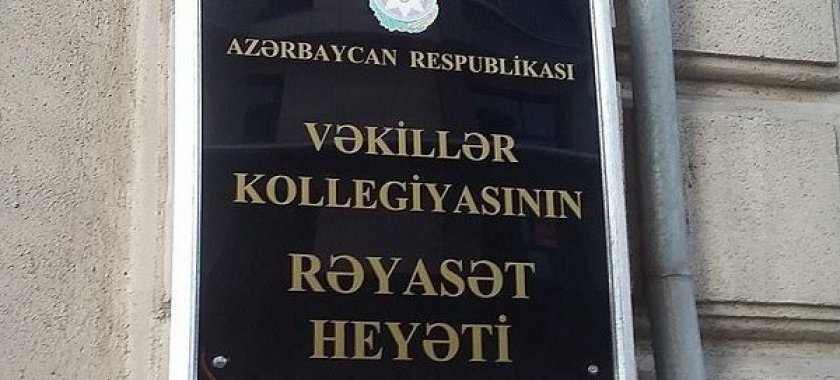 AZƏRBAYCAN RESPUBLİKASI
VƏKİLLƏR
KOLLEGİYASININ
RƏYASƏT
HEYƏTİ